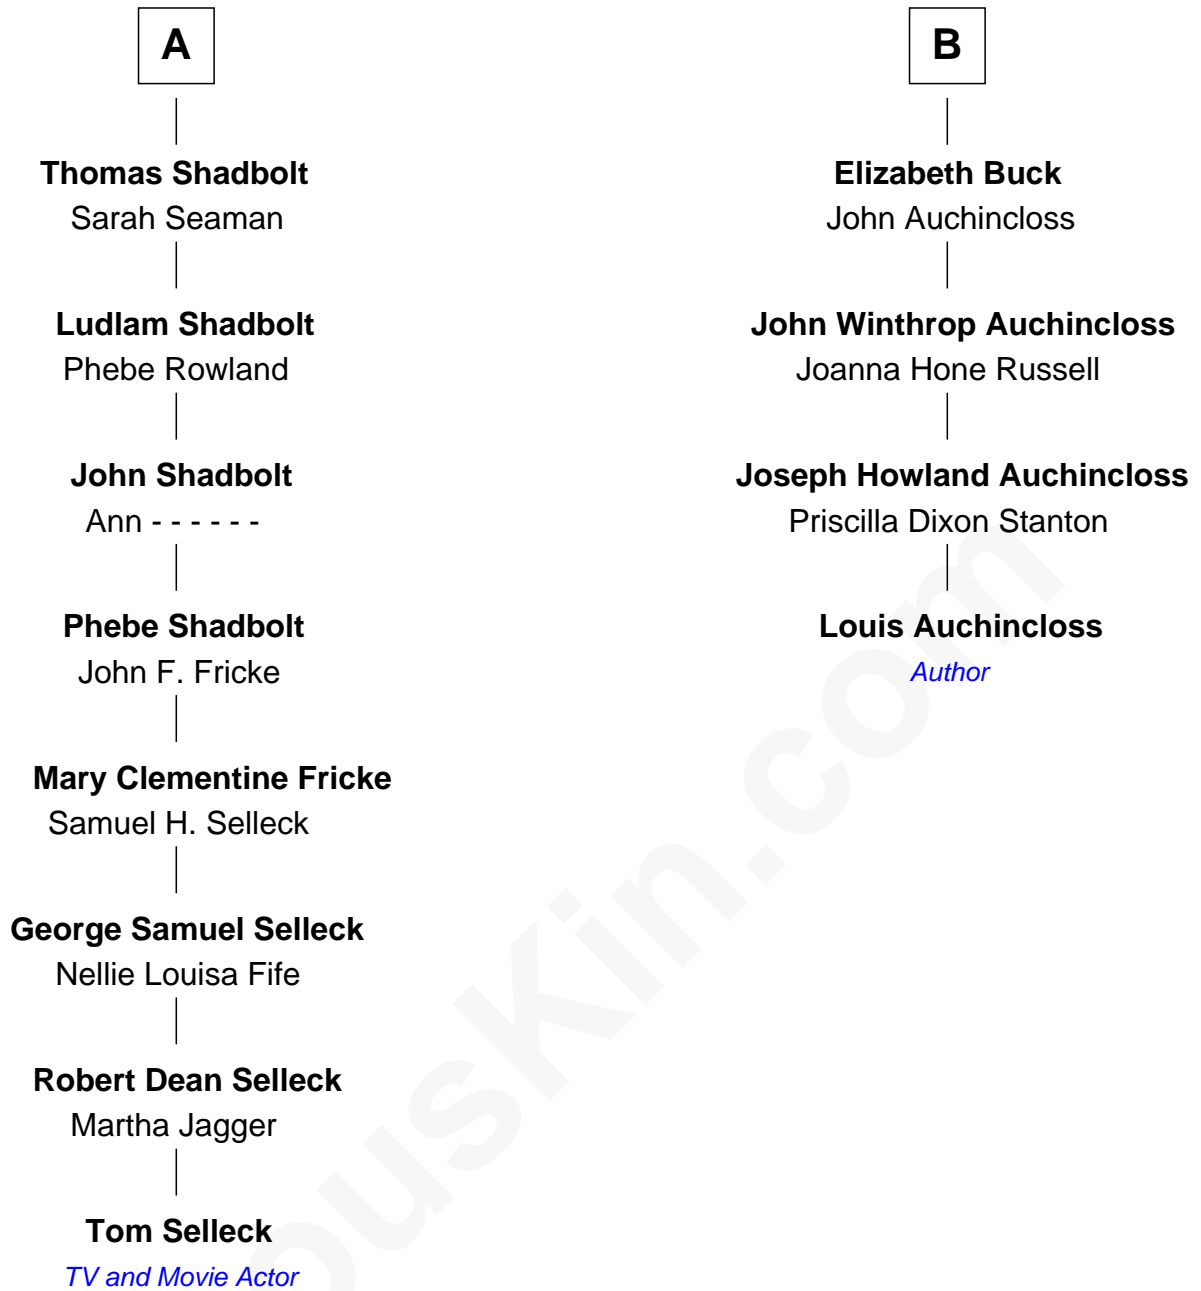 A
Thomas Shadbolt
Sarah Seaman
Ludlam Shadbolt
Phebe Rowland
John Shadbolt
Ann - - - - - -
Phebe Shadbolt
John F. Fricke
Mary Clementine Fricke
Samuel H. Selleck
George Samuel Selleck
Nellie Louisa Fife
Robert Dean Selleck
Martha Jagger
Tom Selleck
TV and Movie Actor
B
Elizabeth Buck
John Auchincloss
John Winthrop Auchincloss
Joanna Hone Russell
Joseph Howland Auchincloss
Priscilla Dixon Stanton
Louis Auchincloss
Author
ousKin.com